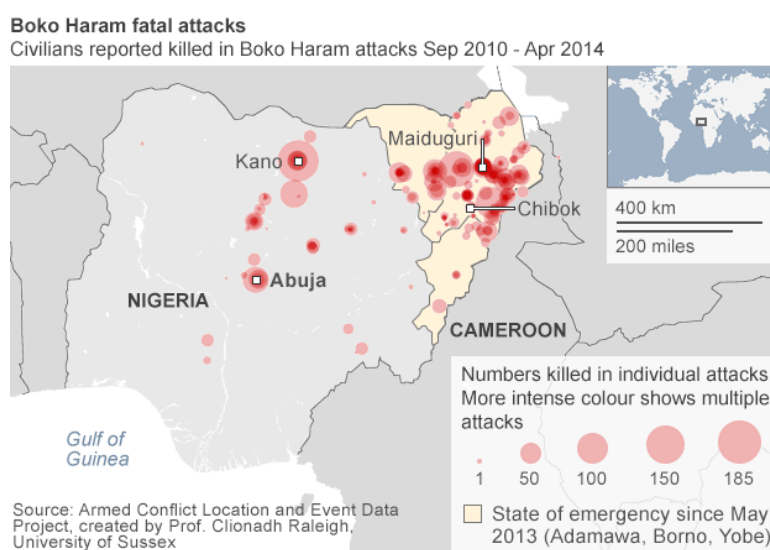 Boko Haram fatal attacks
Civilians reported killed in Boko Haram attacks Sep 2010 - Apr 2014
Maiduguri
Kano
Chibok
400 km
200 miles
Abuja
NIGERIA
CAMEROON
Numbers killed in individual attacks
More intense colour shows multiple
attacks
1 50 100 150 185
Gulf of
Guinea
State of emergency since May
2013 (Adamawa, Borno, Yobe)
Source: Armed Conflict Location and Event Data
Project, created by Prof. Clionadh Raleigh,
University of Sussex